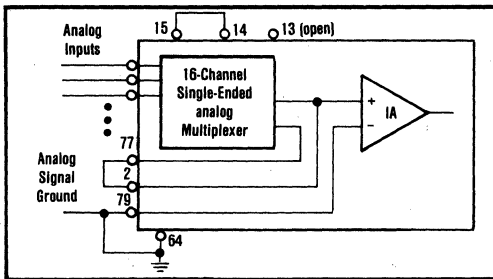 15 14 13 (open)
Analog
Inputs
16-Channel
Single-Ended
analog
Multiplexer
+
−
IA
77
Analog
Signal
Ground
2
79
64